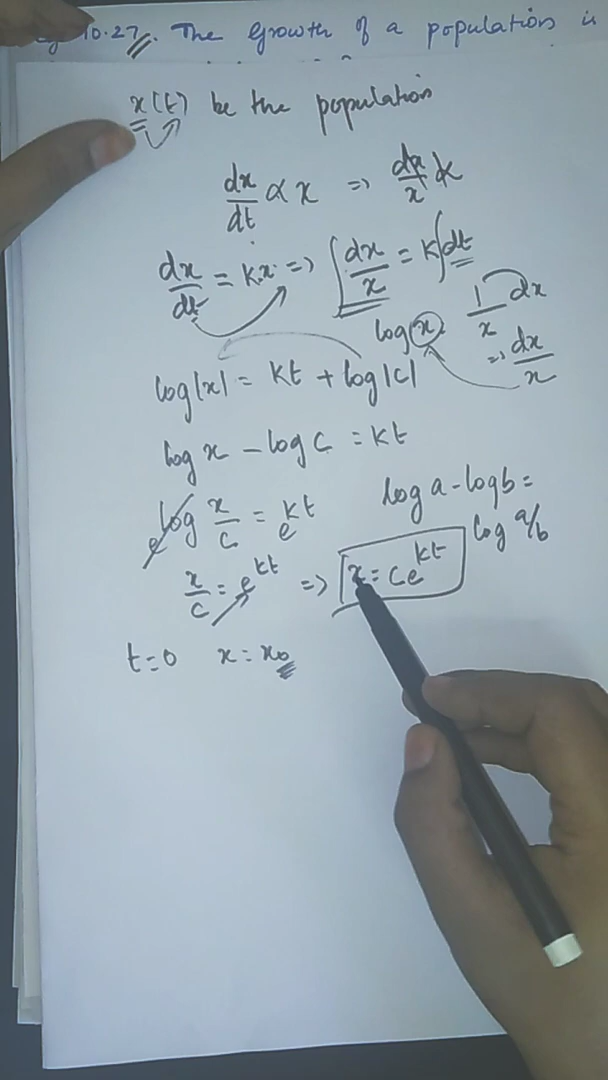 10.27. The Growth of a population is
x(t) be the population
dx/dt ∝ x => dx/x k
dx/dt = k.x => ∫dx/x = k∫dt
log(x) 1/x dx
=> dx/x
log|x| = kt + log|c|
log x - log c = kt
log a - log b =
log a/b
e^log x/c = e^kt
x/c = e^kt => x = ce^kt
t=0 x = x₀